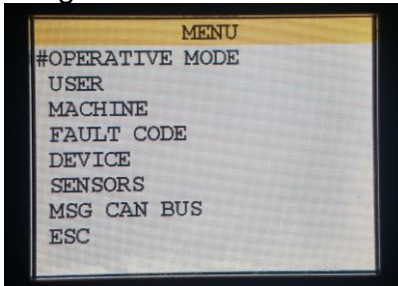 MENU
#OPERATIVE MODE
USER
MACHINE
FAULT CODE
DEVICE
SENSORS
MSG CAN BUS
ESC